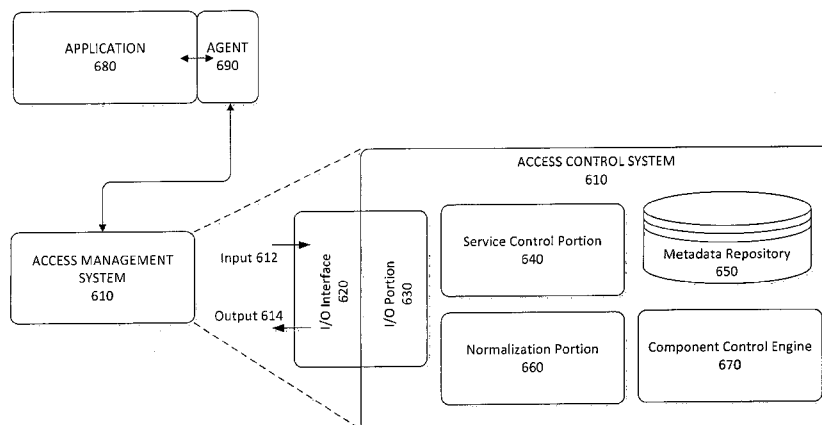 APPLICATION
680
AGENT
690
ACCESS MANAGEMENT
SYSTEM
610
ACCESS CONTROL SYSTEM
610
Input 612
Output 614
I/O Interface
620
I/O Portion
630
Service Control Portion
640
Metadata Repository
650
Normalization Portion
660
Component Control Engine
670